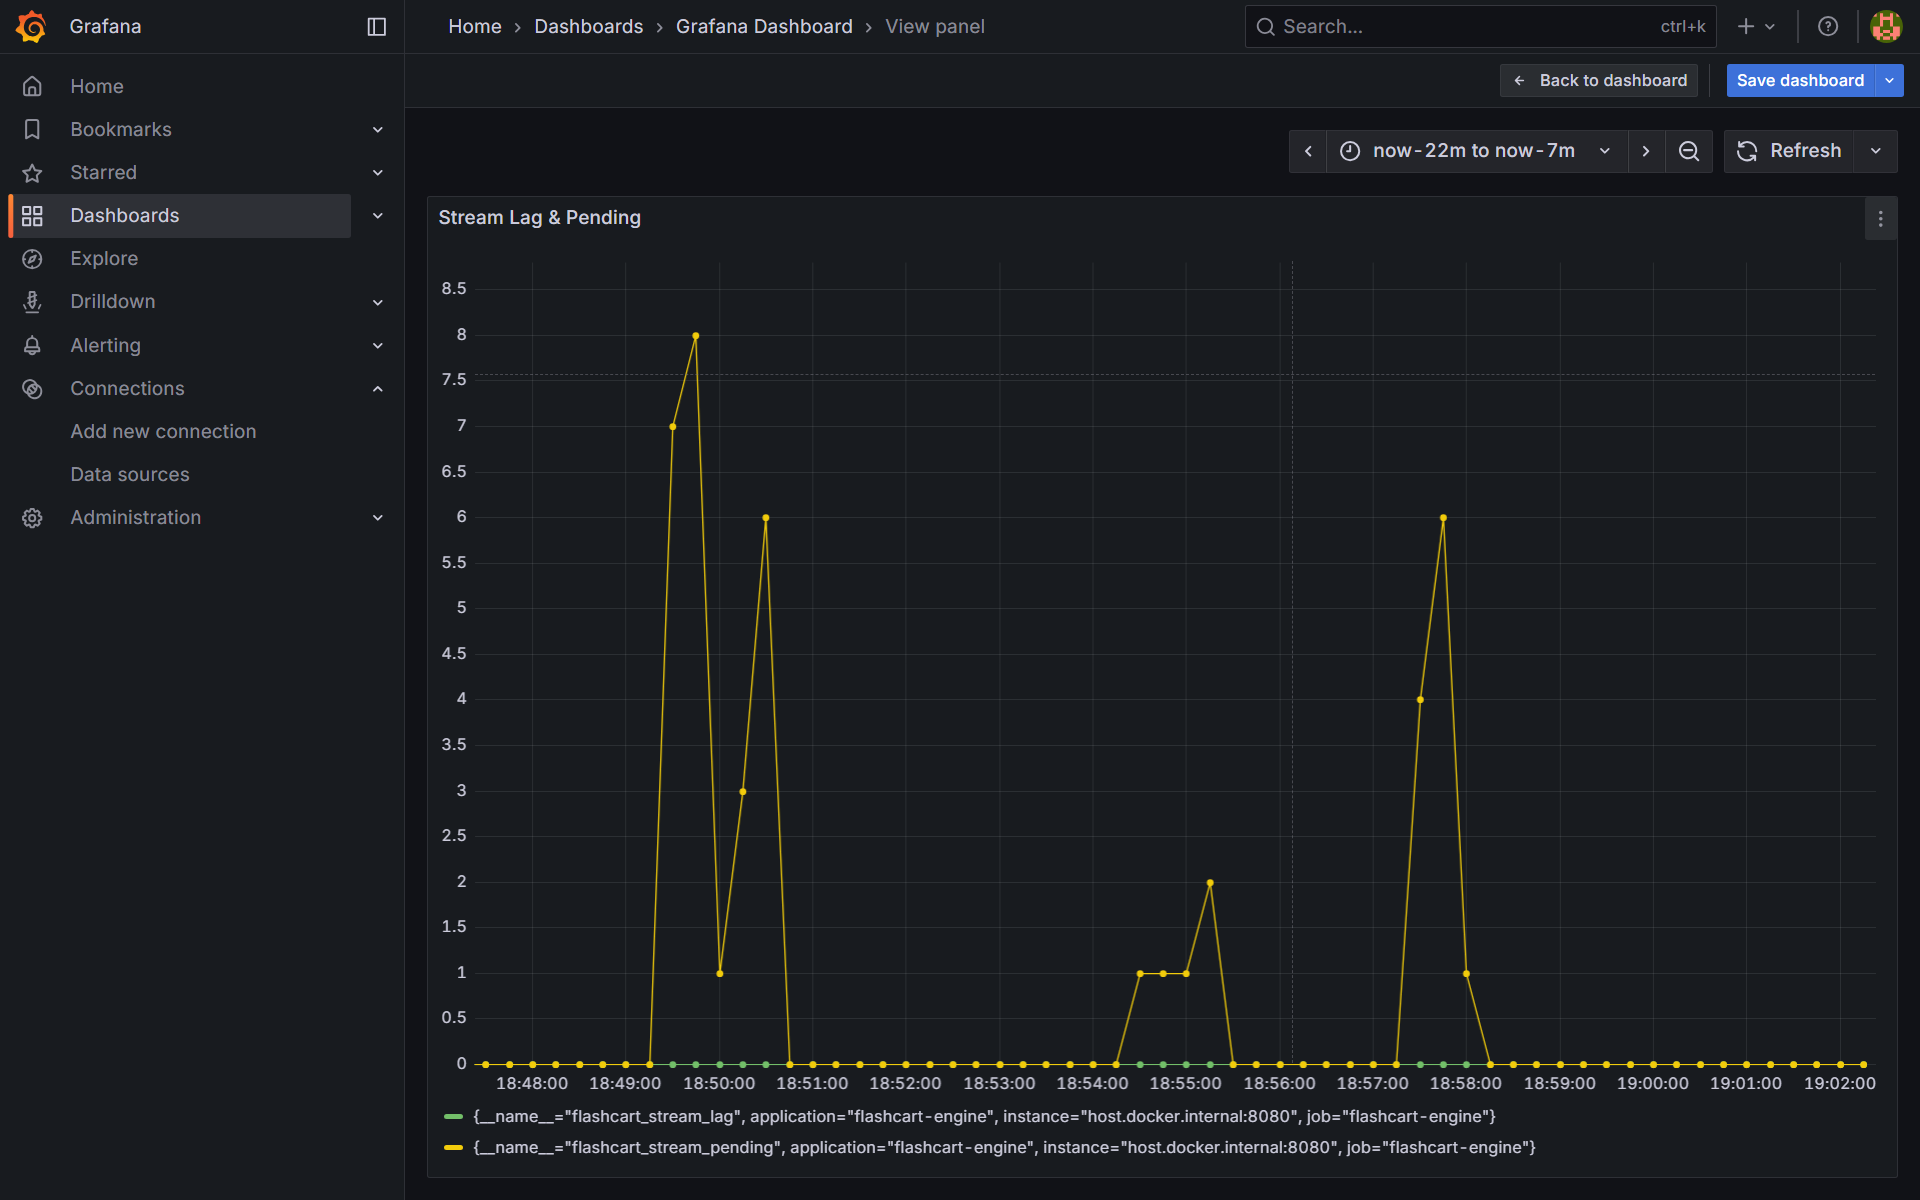 Grafana
Home › Dashboards › Grafana Dashboard › View panel
Search... ctrl+k
Home
Bookmarks
Starred
Dashboards
Explore
Drilldown
Alerting
Connections
Add new connection
Data sources
Administration
Back to dashboard
Save dashboard
now-22m to now-7m
Refresh
Stream Lag & Pending
8.5
8
7.5
7
6.5
6
5.5
5
4.5
4
3.5
3
2.5
2
1.5
1
0.5
0
18:48:00 18:49:00 18:50:00 18:51:00 18:52:00 18:53:00 18:54:00 18:55:00 18:56:00 18:57:00 18:58:00 18:59:00 19:00:00 19:01:00 19:02:00
{__name__="flashcart_stream_lag", application="flashcart-engine", instance="host.docker.internal:8080", job="flashcart-engine"}
{__name__="flashcart_stream_pending", application="flashcart-engine", instance="host.docker.internal:8080", job="flashcart-engine"}